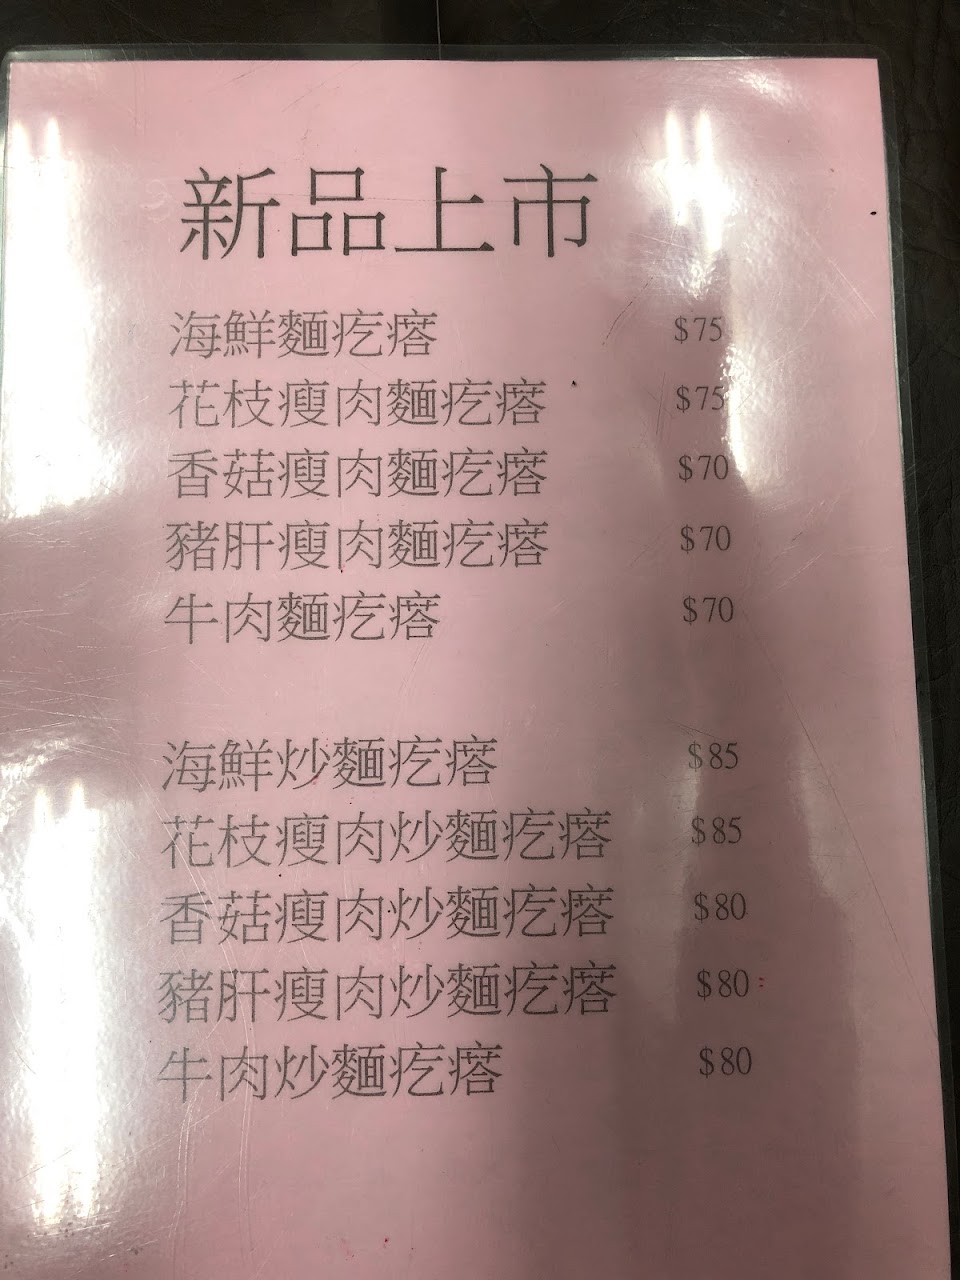 新品上市
海鮮麵疙瘩 $75
花枝瘦肉麵疙瘩 $75
香菇瘦肉麵疙瘩 $70
豬肝瘦肉麵疙瘩 $70
牛肉麵疙瘩 $70
海鮮炒麵疙瘩 $85
花枝瘦肉炒麵疙瘩 $85
香菇瘦肉炒麵疙瘩 $80
豬肝瘦肉炒麵疙瘩 $80
牛肉炒麵疙瘩 $80